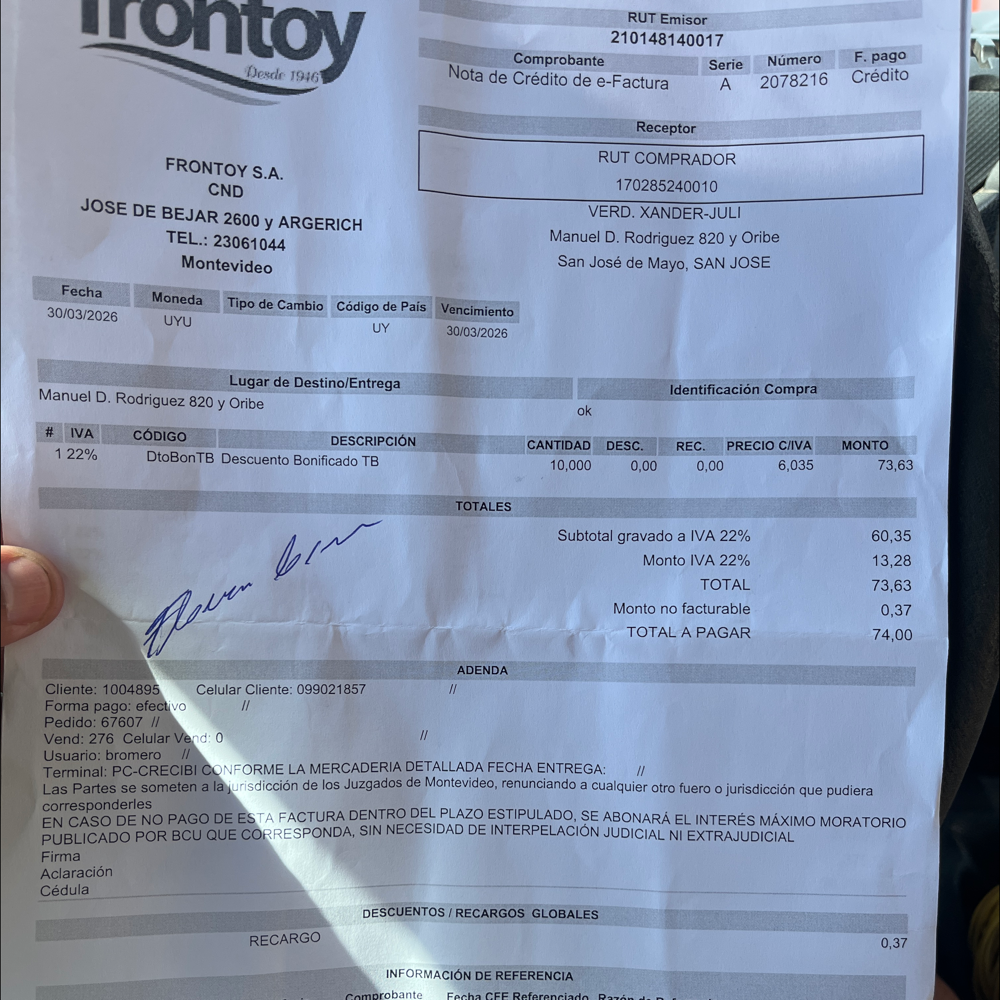 frontoy
Desde 1946
RUT Emisor
210148140017
Comprobante Serie Número F. pago
Nota de Crédito de e-Factura A 2078216 Crédito
Receptor
RUT COMPRADOR
170285240010
VERD. XANDER-JULI
Manuel D. Rodriguez 820 y Oribe
San José de Mayo, SAN JOSE
FRONTOY S.A.
CND
JOSE DE BEJAR 2600 y ARGERICH
TEL.: 23061044
Montevideo
Fecha Moneda Tipo de Cambio Código de País Vencimiento
30/03/2026 UYU UY 30/03/2026
Lugar de Destino/Entrega Identificación Compra
Manuel D. Rodriguez 820 y Oribe ok
# IVA CÓDIGO DESCRIPCIÓN CANTIDAD DESC. REC. PRECIO C/IVA MONTO
1 22% DtoBonTB Descuento Bonificado TB 10,000 0,00 0,00 6,035 73,63
TOTALES
Subtotal gravado a IVA 22% 60,35
Monto IVA 22% 13,28
TOTAL 73,63
Monto no facturable 0,37
TOTAL A PAGAR 74,00
ADENDA
Cliente: 1004895 Celular Cliente: 099021857 //
Forma pago: efectivo //
Pedido: 67607 //
Vend: 276 Celular Vend: 0 //
Usuario: bromero //
Terminal: PC-CRECIBI CONFORME LA MERCADERIA DETALLADA FECHA ENTREGA: //
Las Partes se someten a la jurisdicción de los Juzgados de Montevideo, renunciando a cualquier otro fuero o jurisdicción que pudiera
corresponderles
EN CASO DE NO PAGO DE ESTA FACTURA DENTRO DEL PLAZO ESTIPULADO, SE ABONARÁ EL INTERÉS MÁXIMO MORATORIO
PUBLICADO POR BCU QUE CORRESPONDA, SIN NECESIDAD DE INTERPELACIÓN JUDICIAL NI EXTRAJUDICIAL
Firma
Aclaración
Cédula
DESCUENTOS / RECARGOS GLOBALES
RECARGO 0,37
INFORMACIÓN DE REFERENCIA
Comprobante Fecha CFE Referenciado Razón de